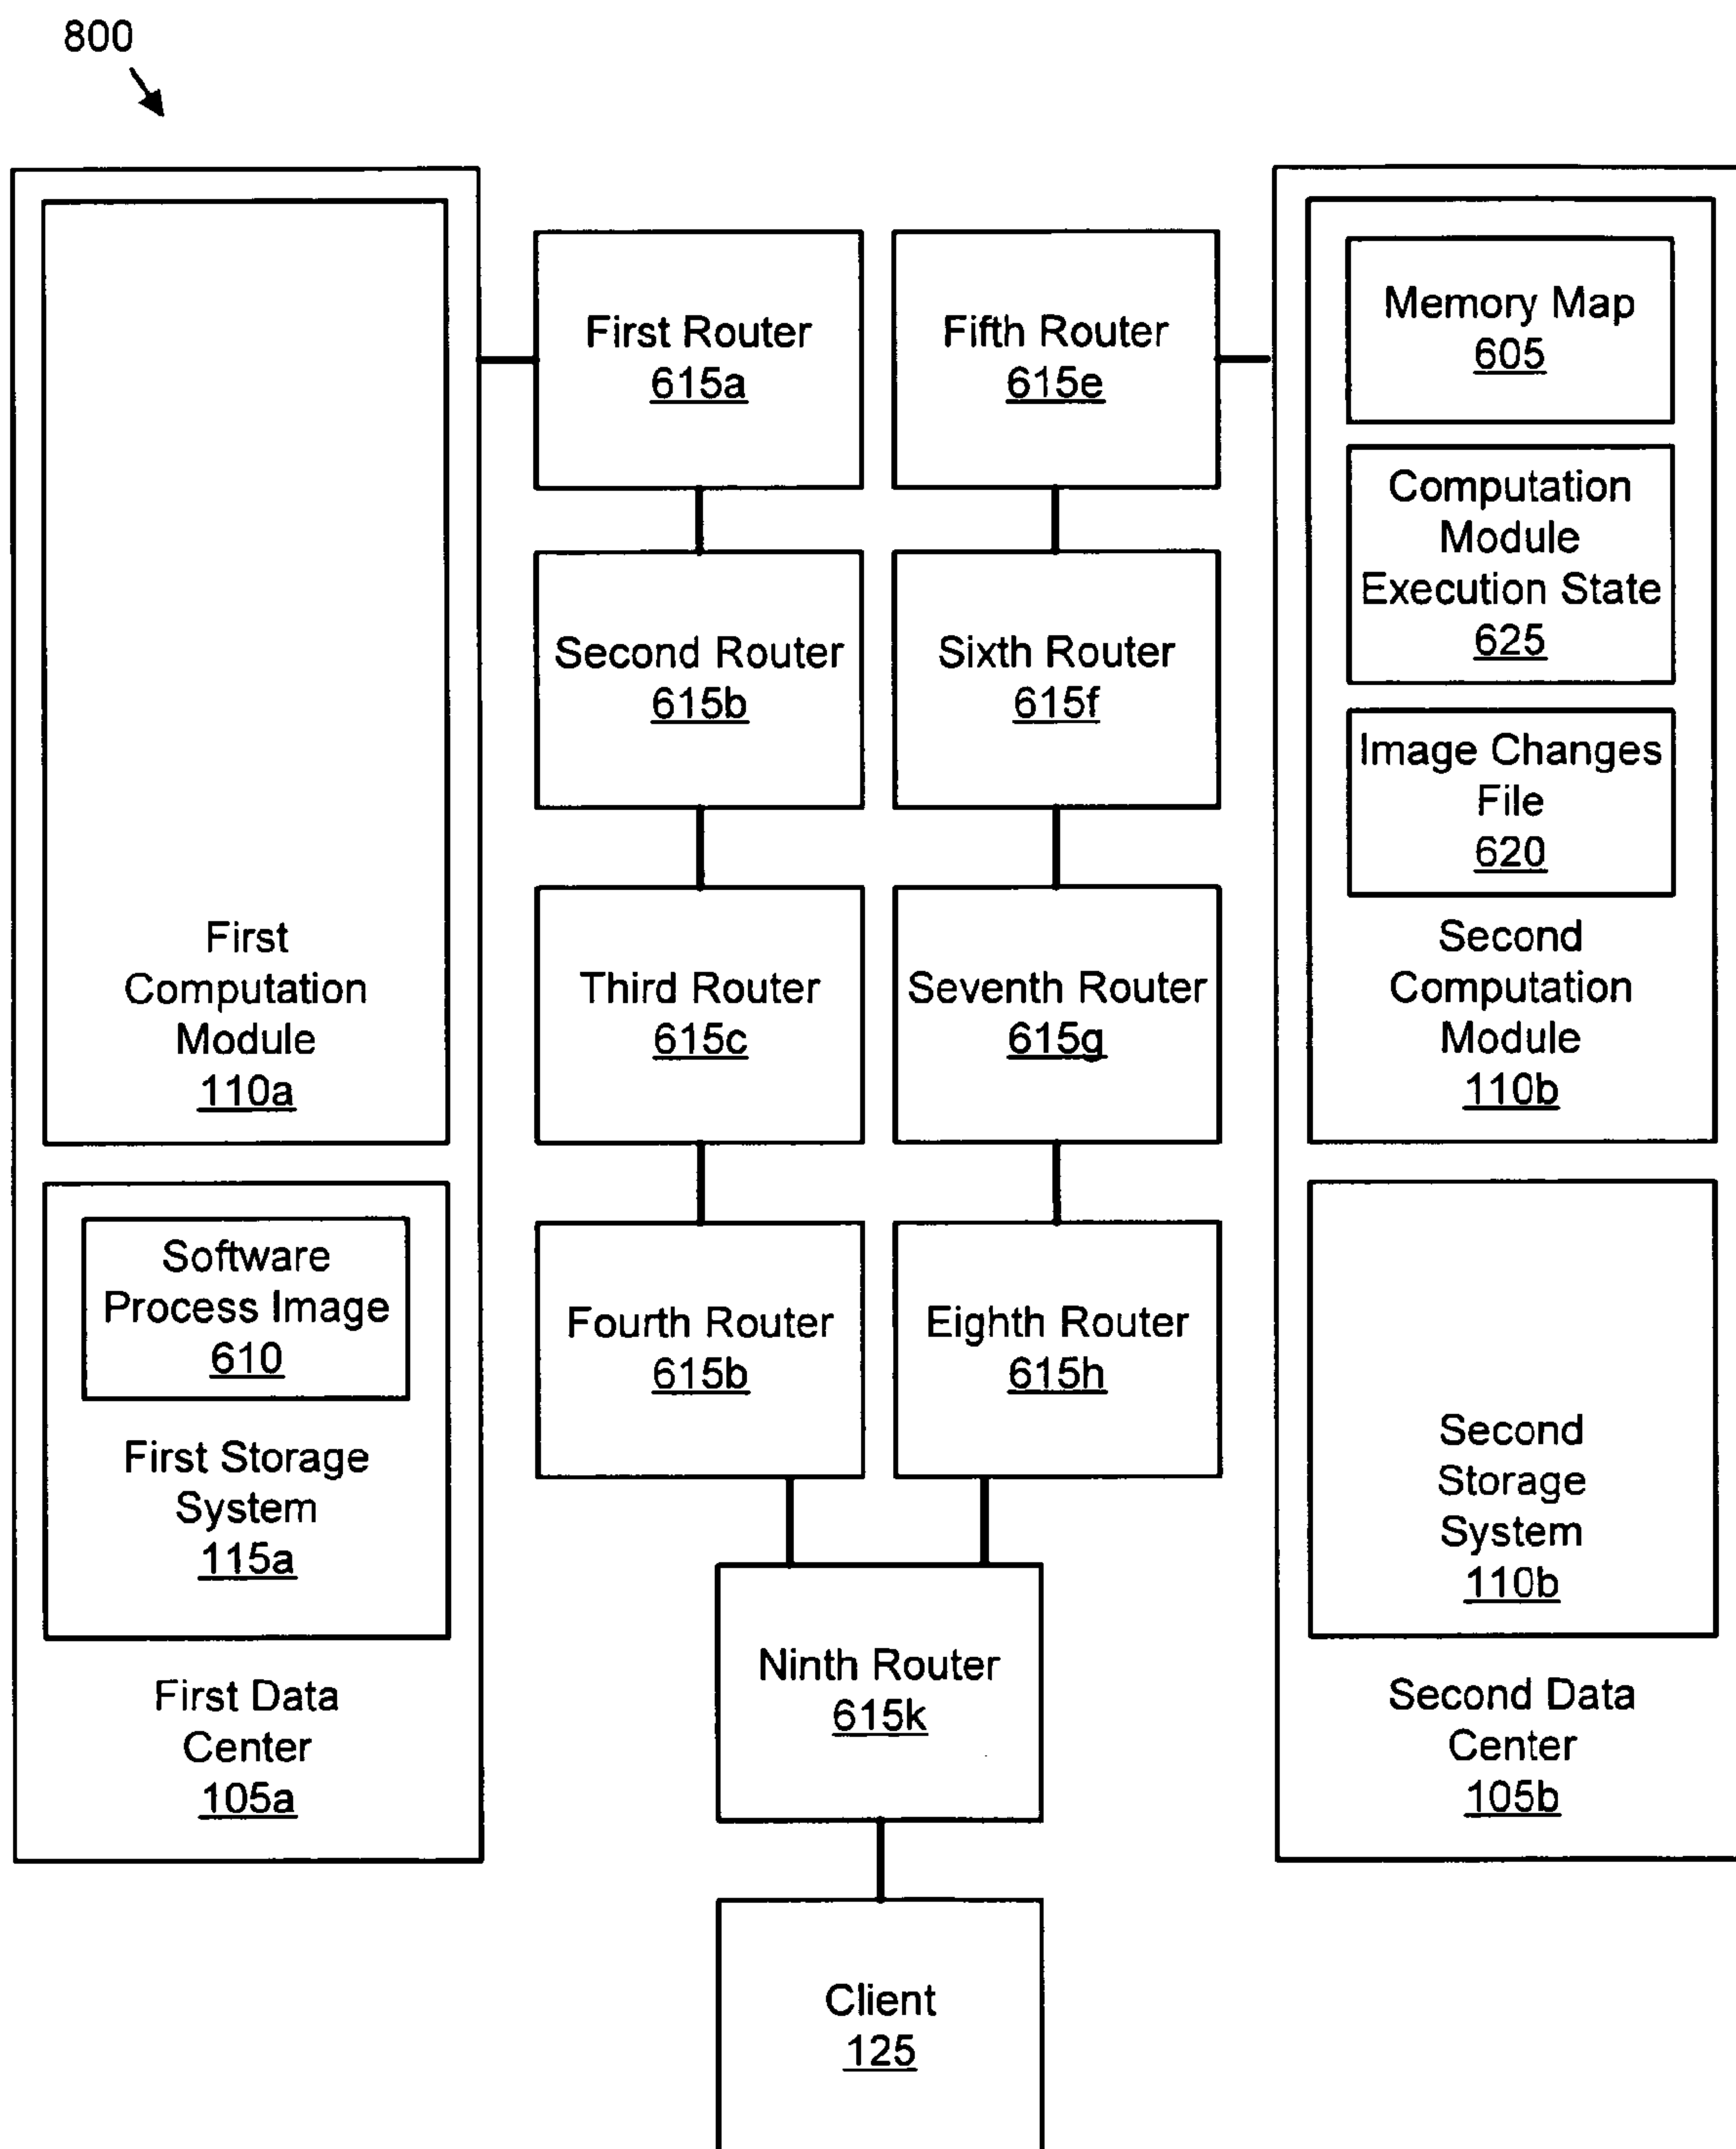 800
First Router
615a
Fifth Router
615e
Memory Map
605
Computation
Module
Execution State
625
Image Changes
File
620
Second Router
615b
Sixth Router
615f
First
Computation
Module
110a
Third Router
615c
Seventh Router
615g
Second
Computation
Module
110b
Software
Process Image
610
First Storage
System
115a
Fourth Router
615b
Eighth Router
615h
Second
Storage
System
110b
First Data
Center
105a
Ninth Router
615k
Second Data
Center
105b
Client
125